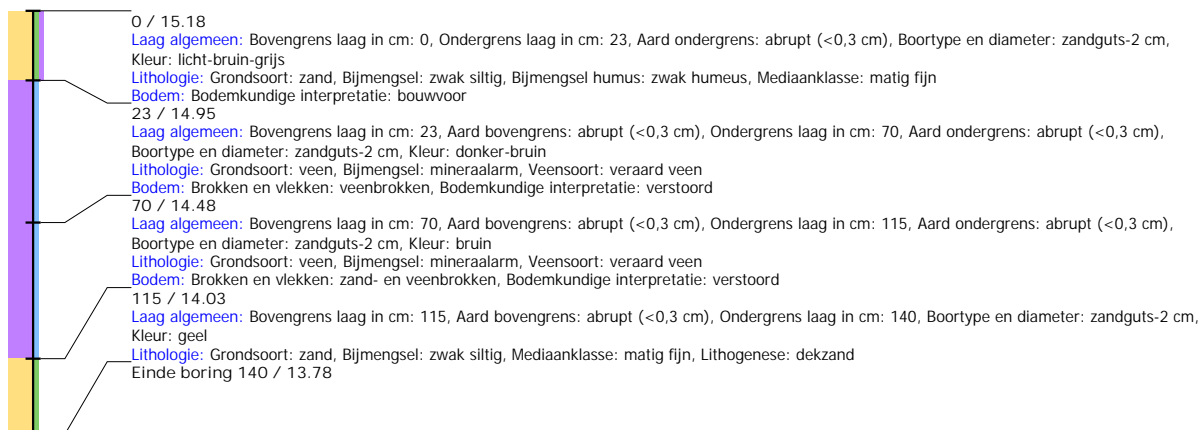 0 / 15.18
Laag algemeen: Bovengrens laag in cm: 0, Ondergrens laag in cm: 23, Aard ondergrens: abrupt (<0,3 cm), Boortype en diameter: zandguts-2 cm,
Kleur: licht-bruin-grijs
Lithologie: Grondsoort: zand, Bijmengsel: zwak siltig, Bijmengsel humus: zwak humeus, Mediaanklasse: matig fijn
Bodem: Bodemkundige interpretatie: bouwvoor
23 / 14.95
Laag algemeen: Bovengrens laag in cm: 23, Aard bovengrens: abrupt (<0,3 cm), Ondergrens laag in cm: 70, Aard ondergrens: abrupt (<0,3 cm),
Boortype en diameter: zandguts-2 cm, Kleur: donker-bruin
Lithologie: Grondsoort: veen, Bijmengsel: mineraalarm, Veensoort: veraard veen
Bodem: Brokken en vlekken: veenbrokken, Bodemkundige interpretatie: verstoord
70 / 14.48
Laag algemeen: Bovengrens laag in cm: 70, Aard bovengrens: abrupt (<0,3 cm), Ondergrens laag in cm: 115, Aard ondergrens: abrupt (<0,3 cm),
Boortype en diameter: zandguts-2 cm, Kleur: bruin
Lithologie: Grondsoort: veen, Bijmengsel: mineraalarm, Veensoort: veraard veen
Bodem: Brokken en vlekken: zand- en veenbrokken, Bodemkundige interpretatie: verstoord
115 / 14.03
Laag algemeen: Bovengrens laag in cm: 115, Aard bovengrens: abrupt (<0,3 cm), Ondergrens laag in cm: 140, Boortype en diameter: zandguts-2 cm,
Kleur: geel
Lithologie: Grondsoort: zand, Bijmengsel: zwak siltig, Mediaanklasse: matig fijn, Lithogenese: dekzand
Einde boring 140 / 13.78